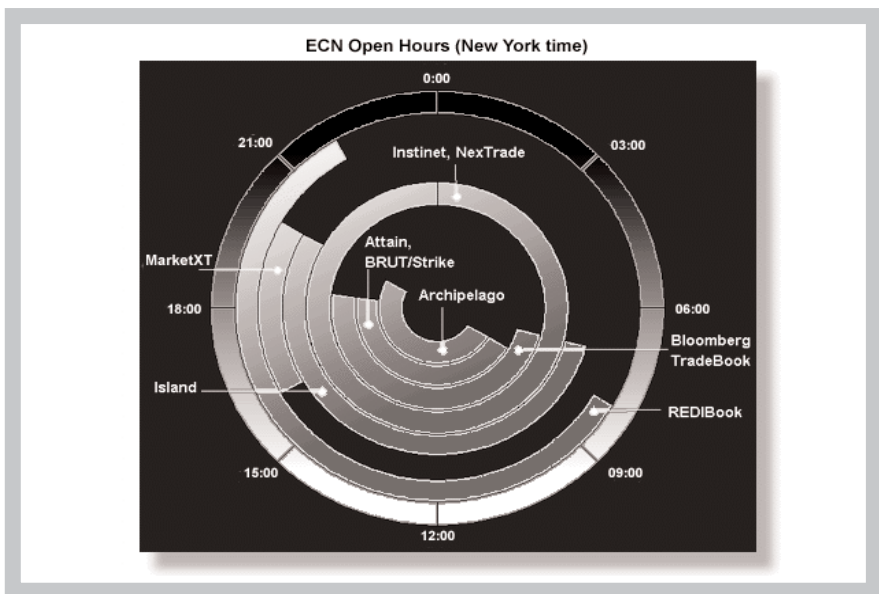 ECN Open Hours (New York time)
0:00
21:00
03:00
Instinet, NexTrade
Attain,
BRUT/Strike
MarketXT
Archipelago
18:00
06:00
Bloomberg
TradeBook
Island
REDIBook
15:00
09:00
12:00